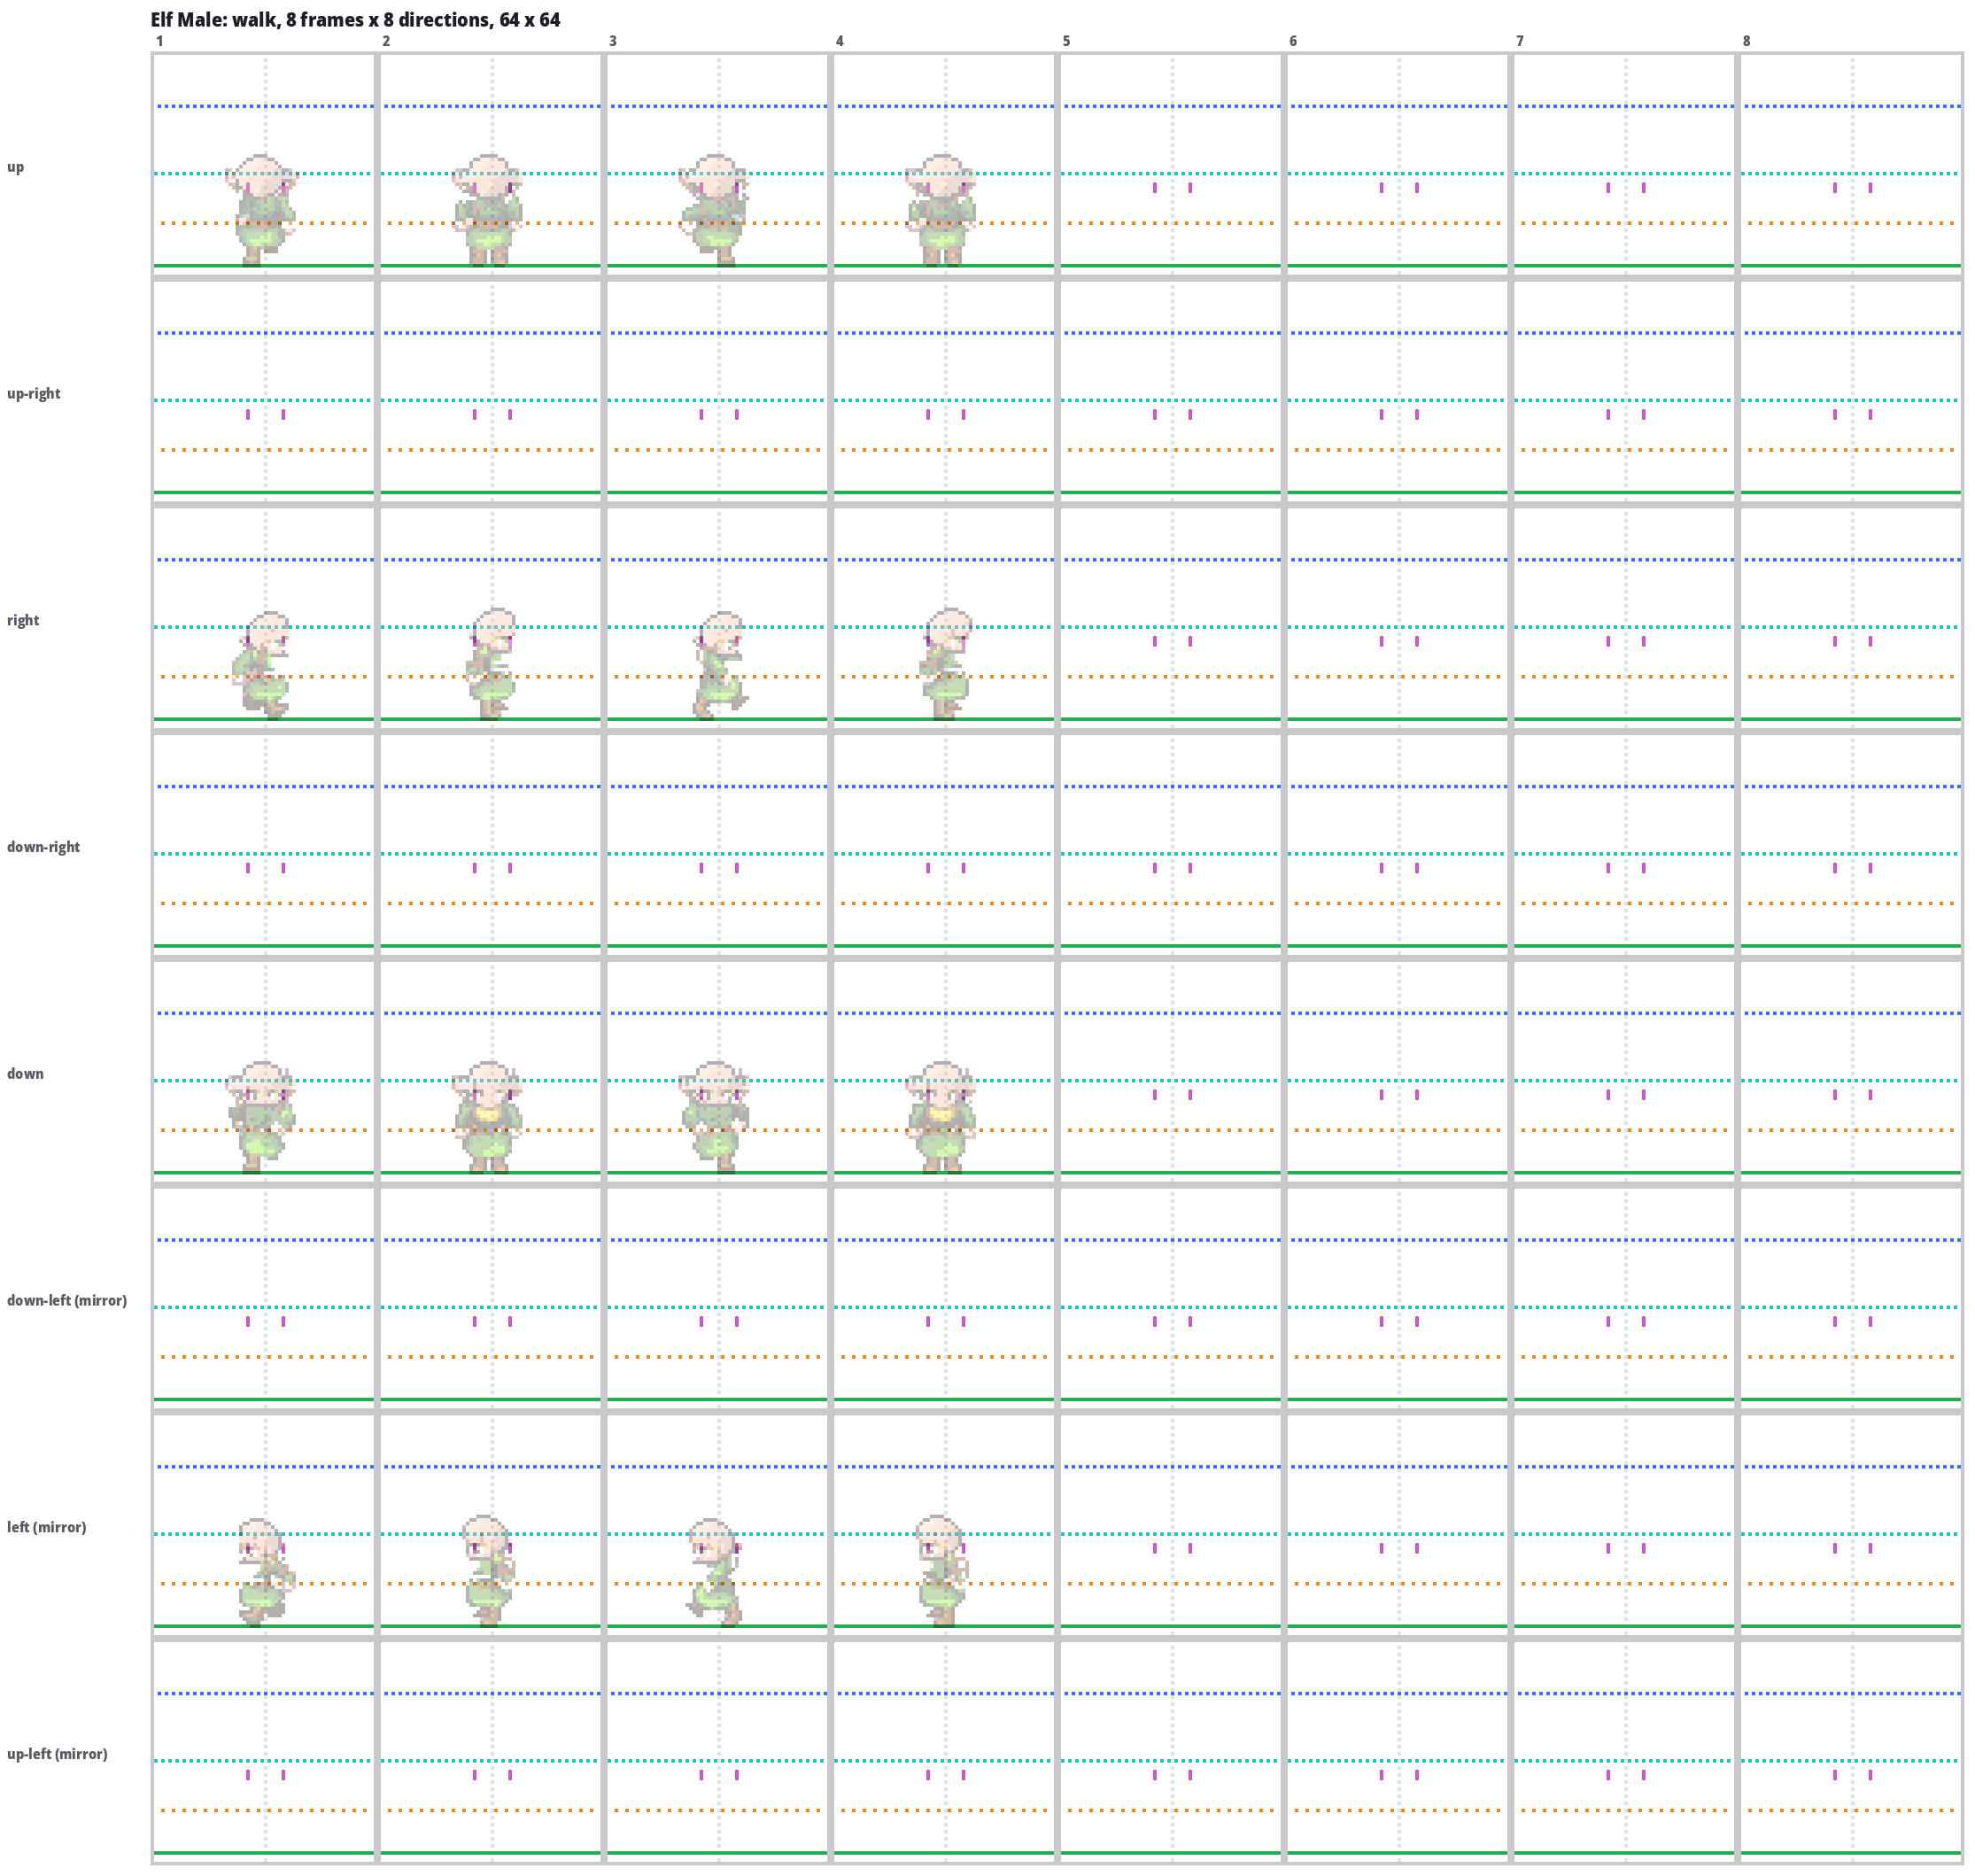 Elf Male: walk, 8 frames x 8 directions, 64 x 64
1 2 3 4 5 6 7 8
up
up-right
right
down-right
down
down-left (mirror)
left (mirror)
up-left (mirror)